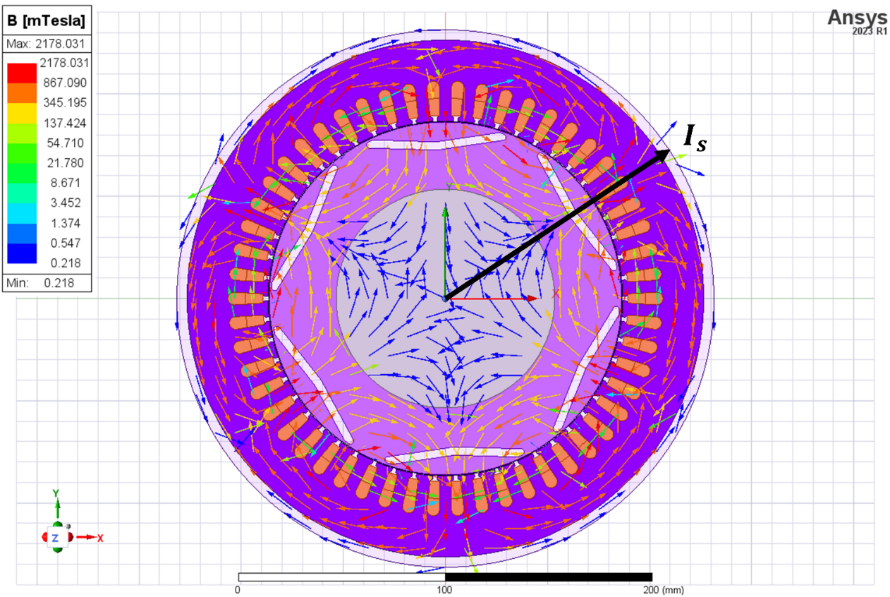 B [mTesla]
Max: 2178.031
2178.031
867.090
345.195
137.424
54.710
21.780
8.671
3.452
1.374
0.547
0.218
Min: 0.218
Ansys
2023 R1
Is
X
Y
Z
X
0
100
200 (mm)